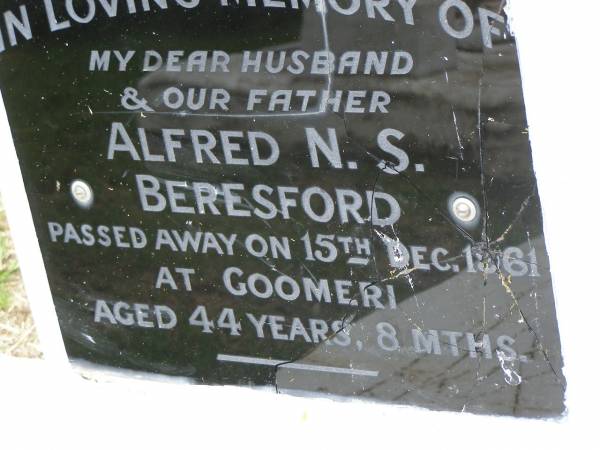 IN LOVING MEMORY OF
MY DEAR HUSBAND
& OUR FATHER
ALFRED N. S.
BERESFORD
PASSED AWAY ON 15TH DEC. 1961
AT GOOMERI
AGED 44 YEARS, 8 MTHS.